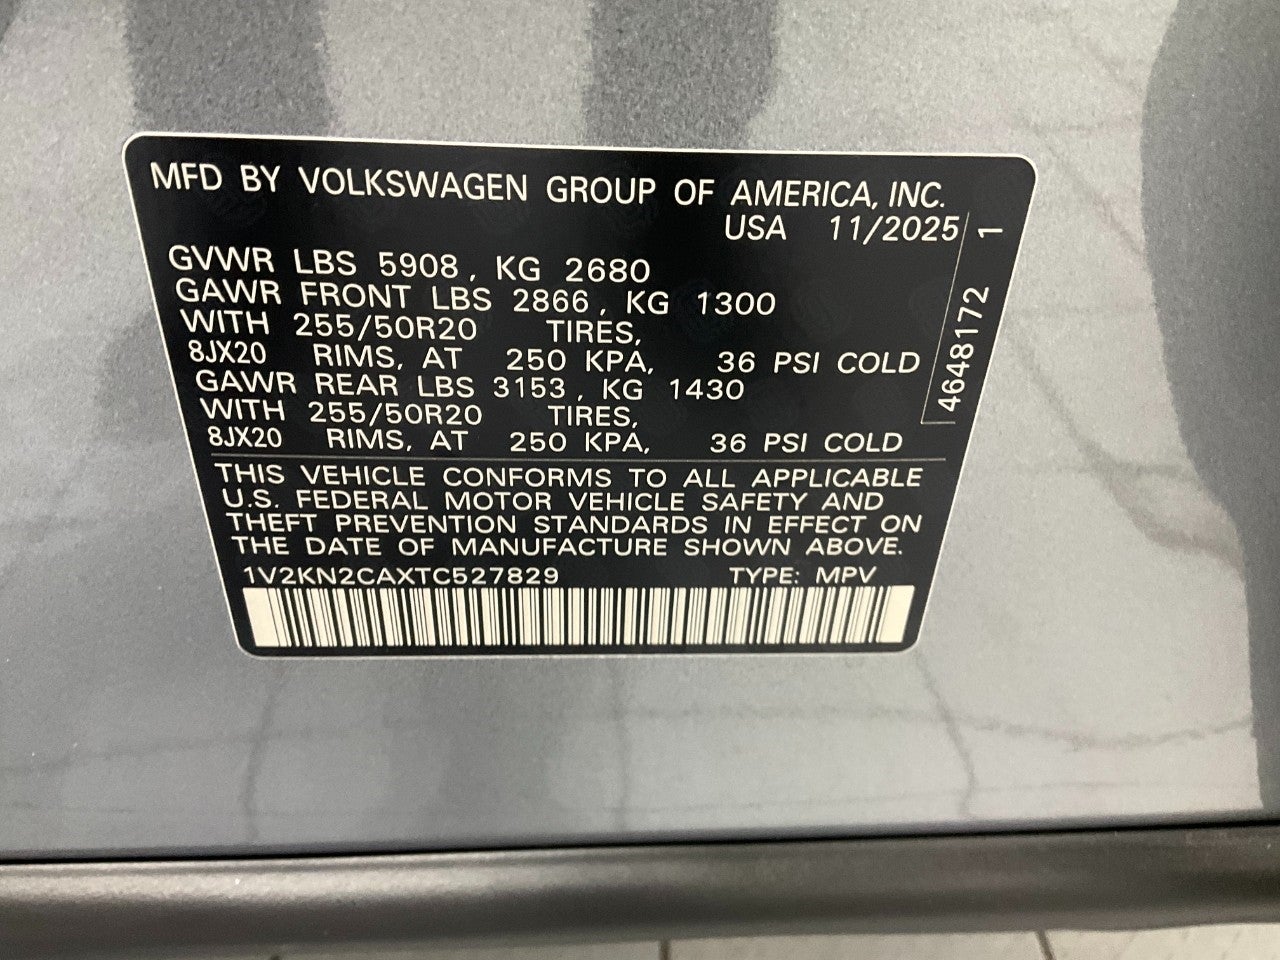 MFD BY VOLKSWAGEN GROUP OF AMERICA, INC.
USA 11/2025
GVWR LBS 5908, KG 2680
GAWR FRONT LBS 2866, KG 1300
WITH 255/50R20 TIRES,
8JX20 RIMS, AT 250 KPA, 36 PSI COLD
GAWR REAR LBS 3153, KG 1430
WITH 255/50R20 TIRES,
8JX20 RIMS, AT 250 KPA, 36 PSI COLD
4648172 1
THIS VEHICLE CONFORMS TO ALL APPLICABLE
U.S. FEDERAL MOTOR VEHICLE SAFETY AND
THEFT PREVENTION STANDARDS IN EFFECT ON
THE DATE OF MANUFACTURE SHOWN ABOVE.
1V2KN2CAXTC527829 TYPE: MPV